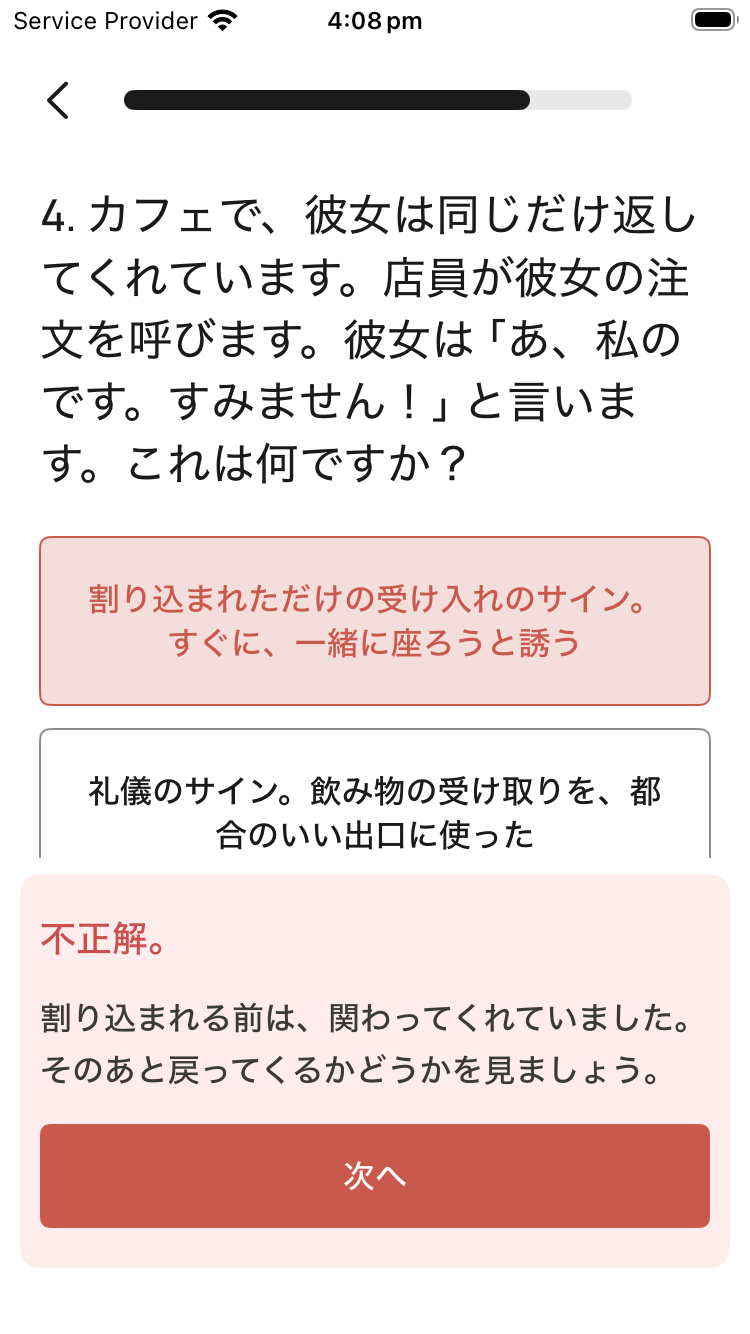 Service Provider 4:08 pm
4. カフェで、彼女は同じだけ返し
てくれています。店員が彼女の注
文を呼びます。彼女は「あ、私の
です。すみません！」と言いま
す。これは何ですか？
割り込まれただけの受け入れのサイン。
すぐに、一緒に座ろうと誘う
礼儀のサイン。飲み物の受け取りを、都
合のいい出口に使った
不正解。
割り込まれる前は、関わってくれていました。
そのあと戻ってくるかどうかを見ましょう。
次へ